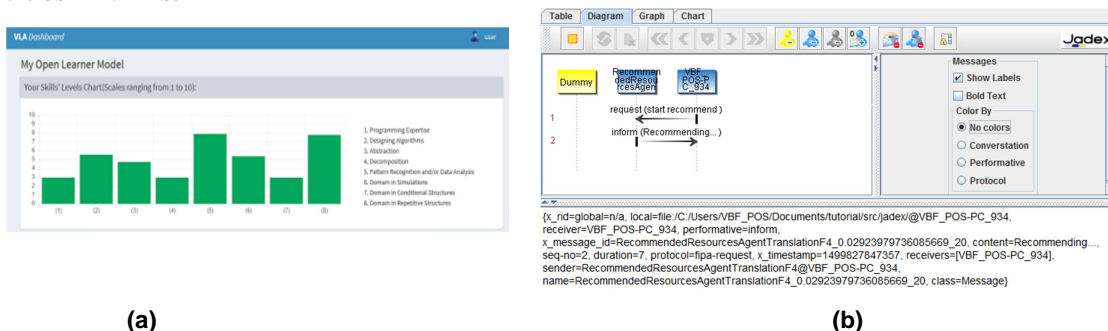 VLA Dashboard
user
My Open Learner Model
Your Skills' Levels Chart(Scales ranging from 1 to 10):
10
9
8
7
6
5
4
3
2
1
0
(1) (2) (3) (4) (5) (6) (7) (8)
1. Programming Expertise
2. Designing Algorithms
3. Abstraction
4. Decomposition
5. Pattern Recognition and/or Data Analysis
6. Domain in Simulations
7. Domain in Conditional Structures
8. Domain in Repetitive Structures
(a)
Table Diagram Graph Chart
Jadex
Dummy
Recommen
dedResou
rcesAgen
VBF_
POS-P
C_934
request (start recommend )
1
inform (Recommending... )
2
Messages
Show Labels
Bold Text
Color By
No colors
Converstation
Performative
Protocol
{x_rid=global=n/a, local=file:/C:/Users/VBF_POS/Documents/tutorial/src/jadex/@VBF_POS-PC_934,
receiver=VBF_POS-PC_934, performative=inform,
x_message_id=RecommendedResourcesAgentTranslationF4_0.02923979736085669_20, content=Recommending...,
seq-no=2, duration=7, protocol=fipa-request, x_timestamp=1499827847357, receivers=[VBF_POS-PC_934],
sender=RecommendedResourcesAgentTranslationF4@VBF_POS-PC_934,
name=RecommendedResourcesAgentTranslationF4_0.02923979736085669_20, class=Message}
(b)